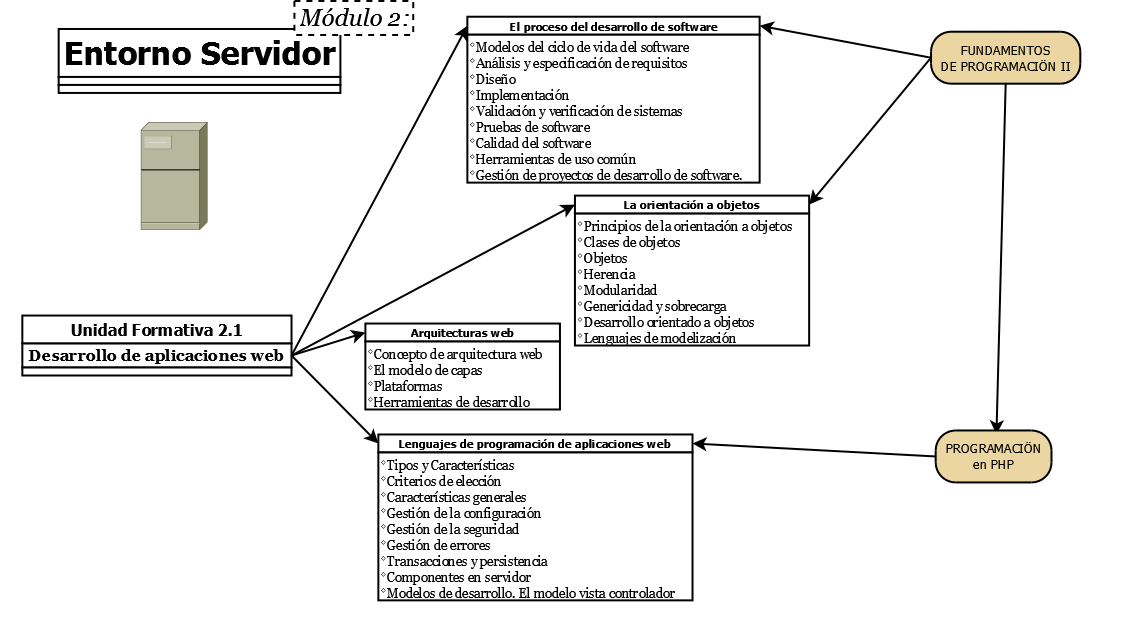 Módulo 2:
Entorno Servidor
El proceso del desarrollo de software
Modelos del ciclo de vida del software
Análisis y especificación de requisitos
Diseño
Implementación
Validación y verificación de sistemas
Pruebas de software
Calidad del software
Herramientas de uso común
Gestión de proyectos de desarrollo de software.
FUNDAMENTOS
DE PROGRAMACIÖN II
La orientación a objetos
Principios de la orientación a objetos
Clases de objetos
Objetos
Herencia
Modularidad
Genericidad y sobrecarga
Desarrollo orientado a objetos
Lenguajes de modelización
Unidad Formativa 2.1
Desarrollo de aplicaciones web
Arquitecturas web
Concepto de arquitectura web
El modelo de capas
Plataformas
Herramientas de desarrollo
Lenguajes de programación de aplicaciones web
Tipos y Características
Criterios de elección
Características generales
Gestión de la configuración
Gestión de la seguridad
Gestión de errores
Transacciones y persistencia
Componentes en servidor
Modelos de desarrollo. El modelo vista controlador
PROGRAMACIÖN
en PHP